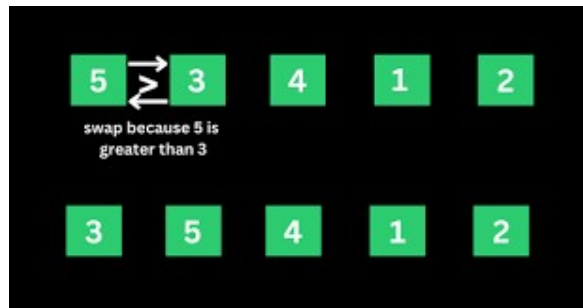 5 > 3 4 1 2
swap because 5 is
greater than 3
3 5 4 1 2